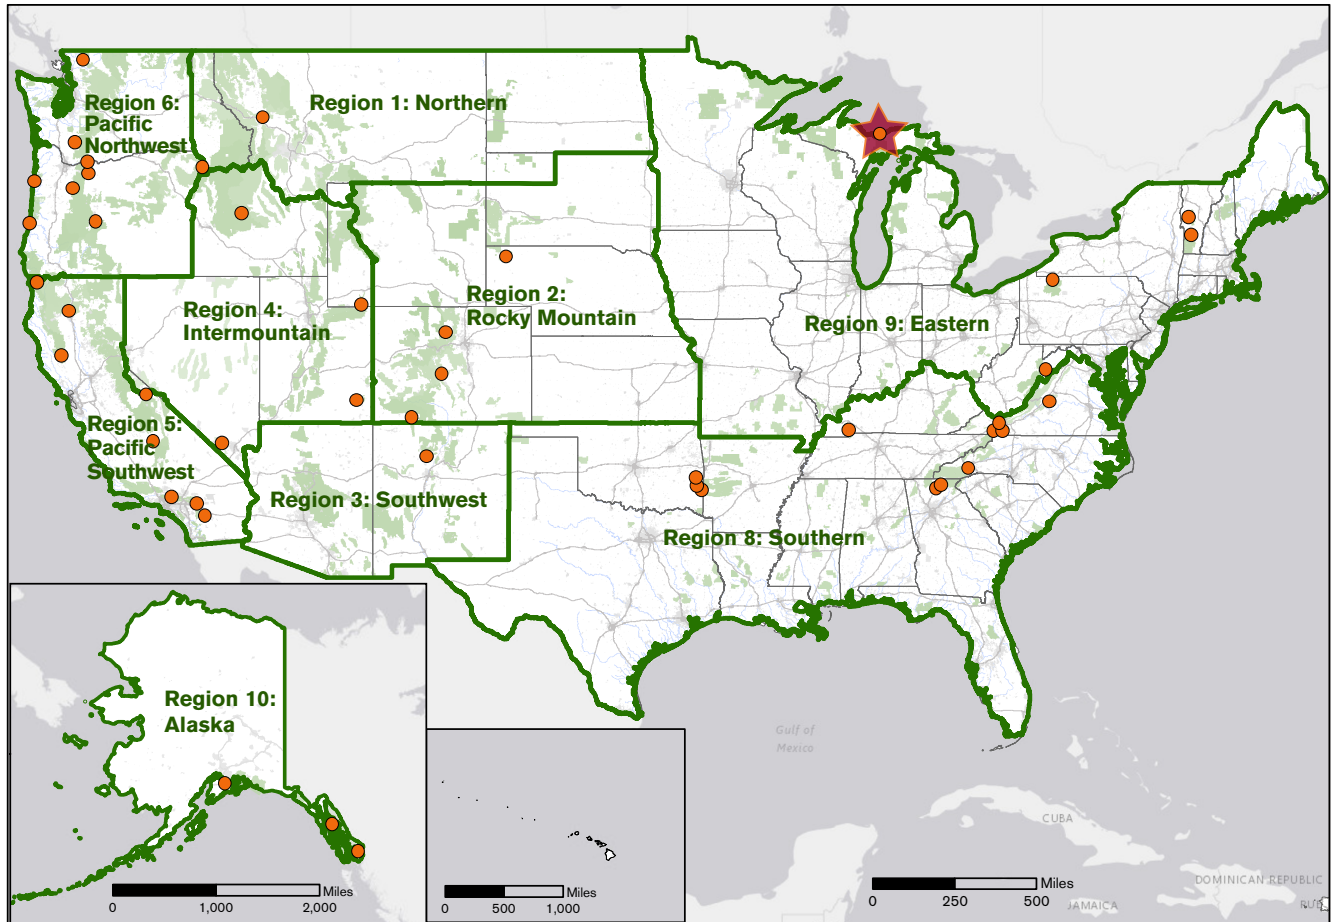 Region 6:
Pacific
Northwest
Region 1: Northern
Region 4:
Intermountain
Region 2:
Rocky Mountain
Region 9: Eastern
Region 5:
Pacific
Southwest
Region 3: Southwest
Region 8: Southern
Region 10:
Alaska
Gulf of
Mexico
CUBA
DOMINICAN REPUBLIC
JAMAICA
Miles
0 1,000 2,000
Miles
0 500 1,000
Miles
0 250 500